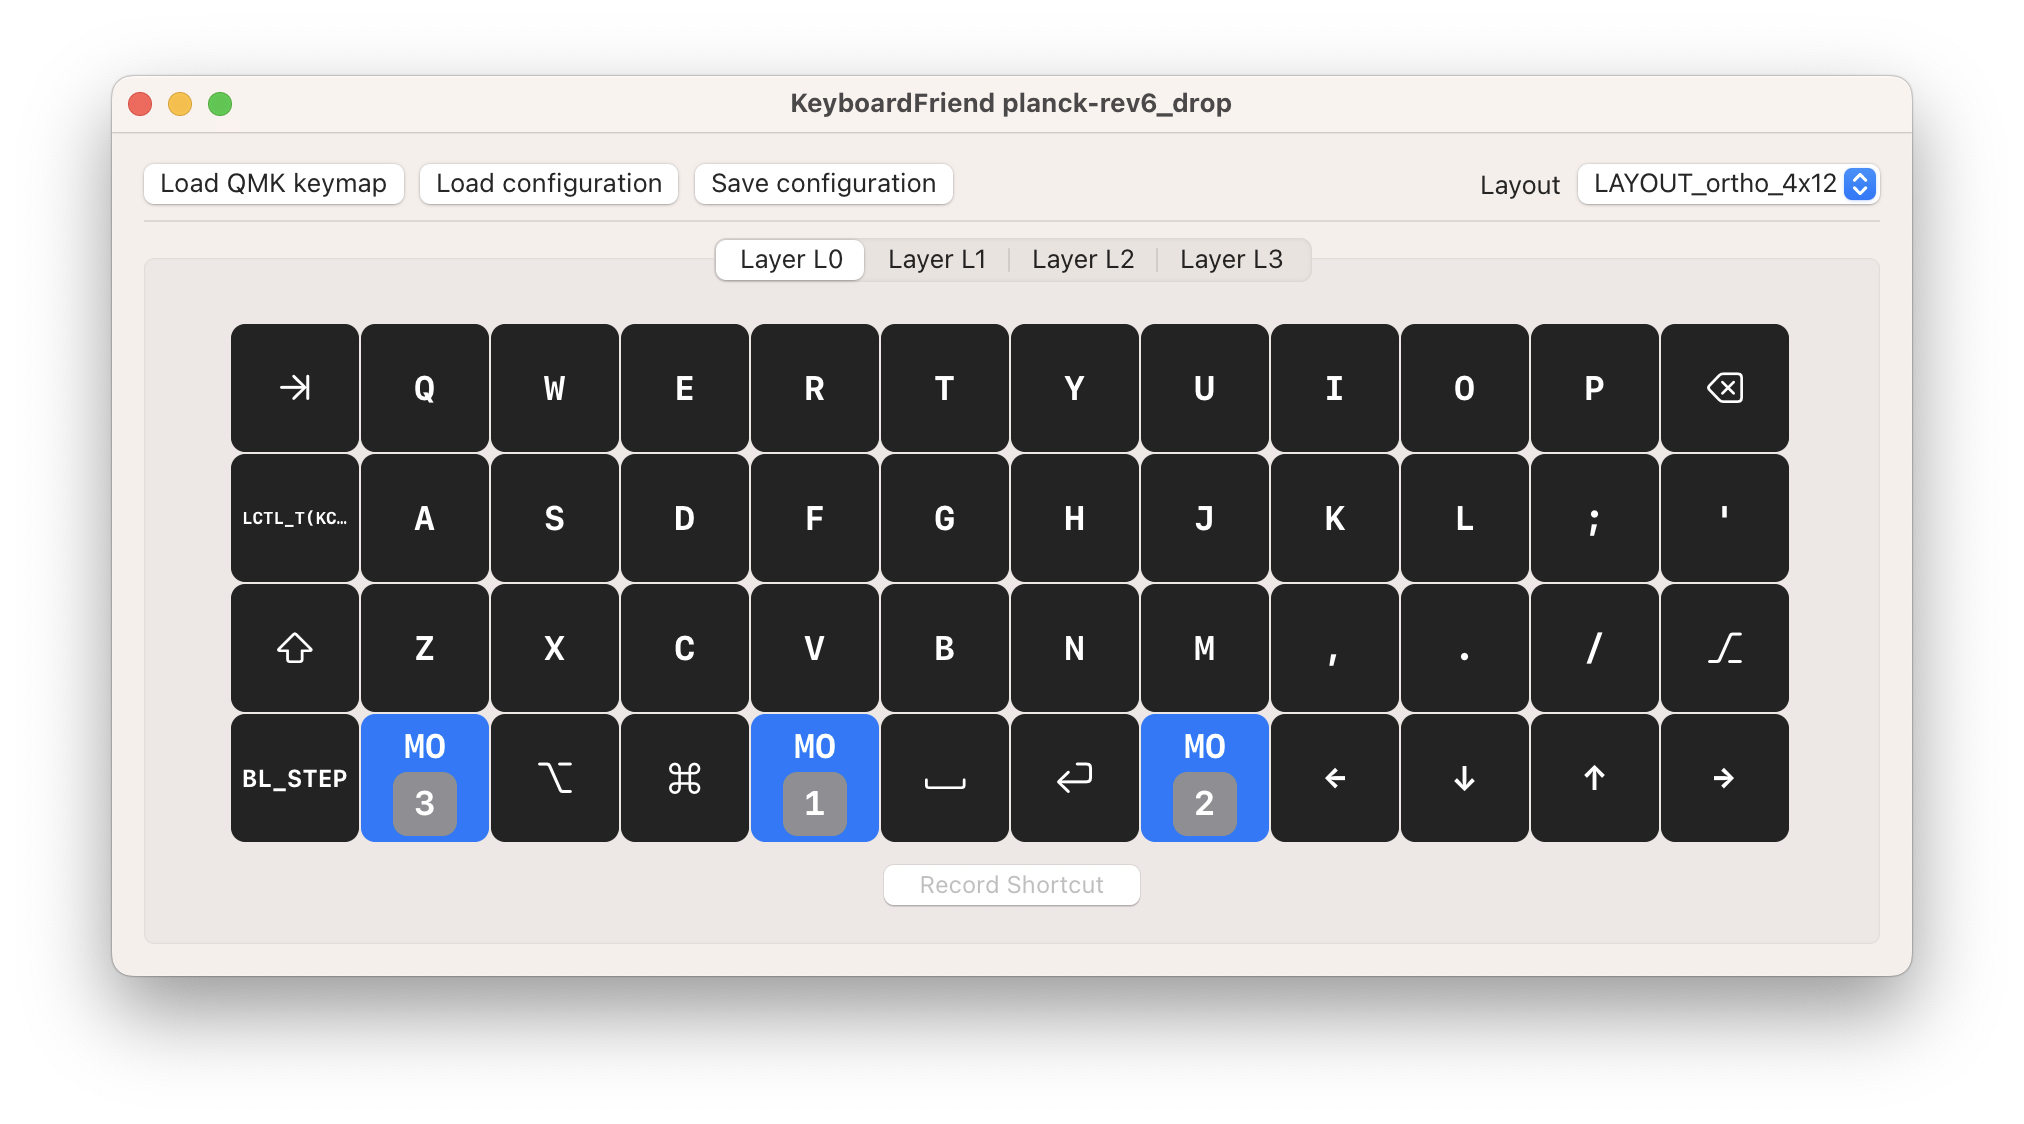 KeyboardFriend planck-rev6_drop
Load QMK keymap Load configuration Save configuration Layout LAYOUT_ortho_4x12
Layer L0 Layer L1 Layer L2 Layer L3
⇥ Q W E R T Y U I O P ⌫
LCTL_T(KC… A S D F G H J K L ; '
⇧ Z X C V B N M , . / ⌥
BL_STEP MO 3 ⌥ ⌘ MO 1 ⎵ ↩ MO 2 ← ↓ ↑ →
Record Shortcut